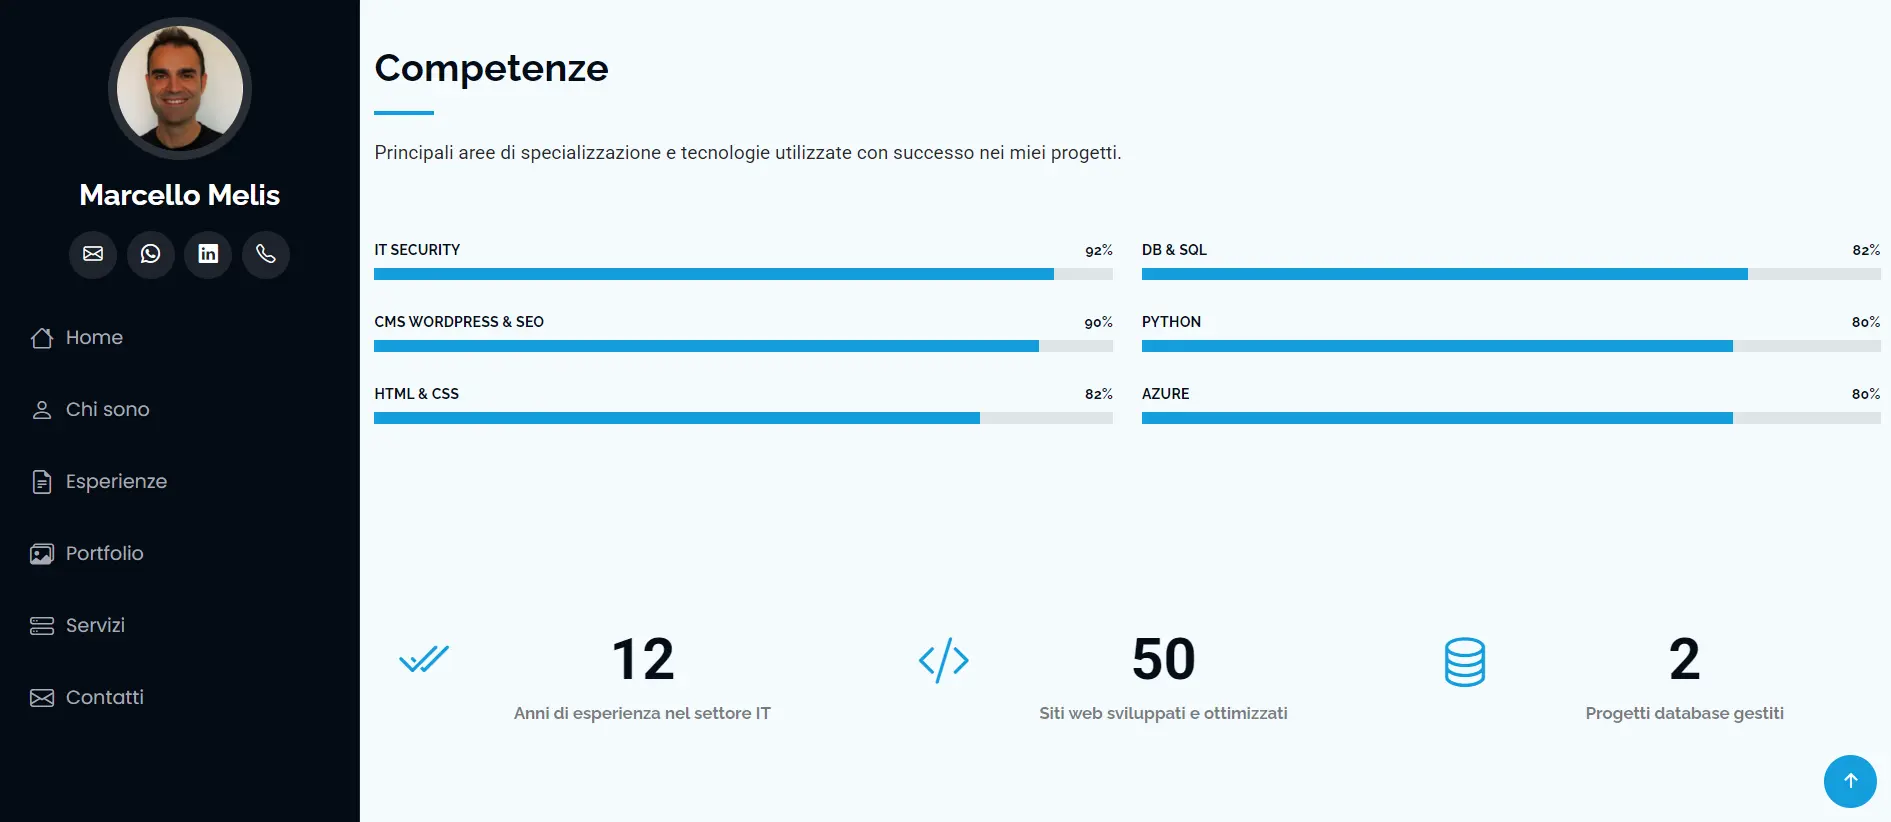 Marcello Melis
Home
Chi sono
Esperienze
Portfolio
Servizi
Contatti
Competenze
Principali aree di specializzazione e tecnologie utilizzate con successo nei miei progetti.
IT SECURITY 92%
CMS WORDPRESS & SEO 90%
HTML & CSS 82%
DB & SQL 82%
PYTHON 80%
AZURE 80%
12
Anni di esperienza nel settore IT
50
Siti web sviluppati e ottimizzati
2
Progetti database gestiti